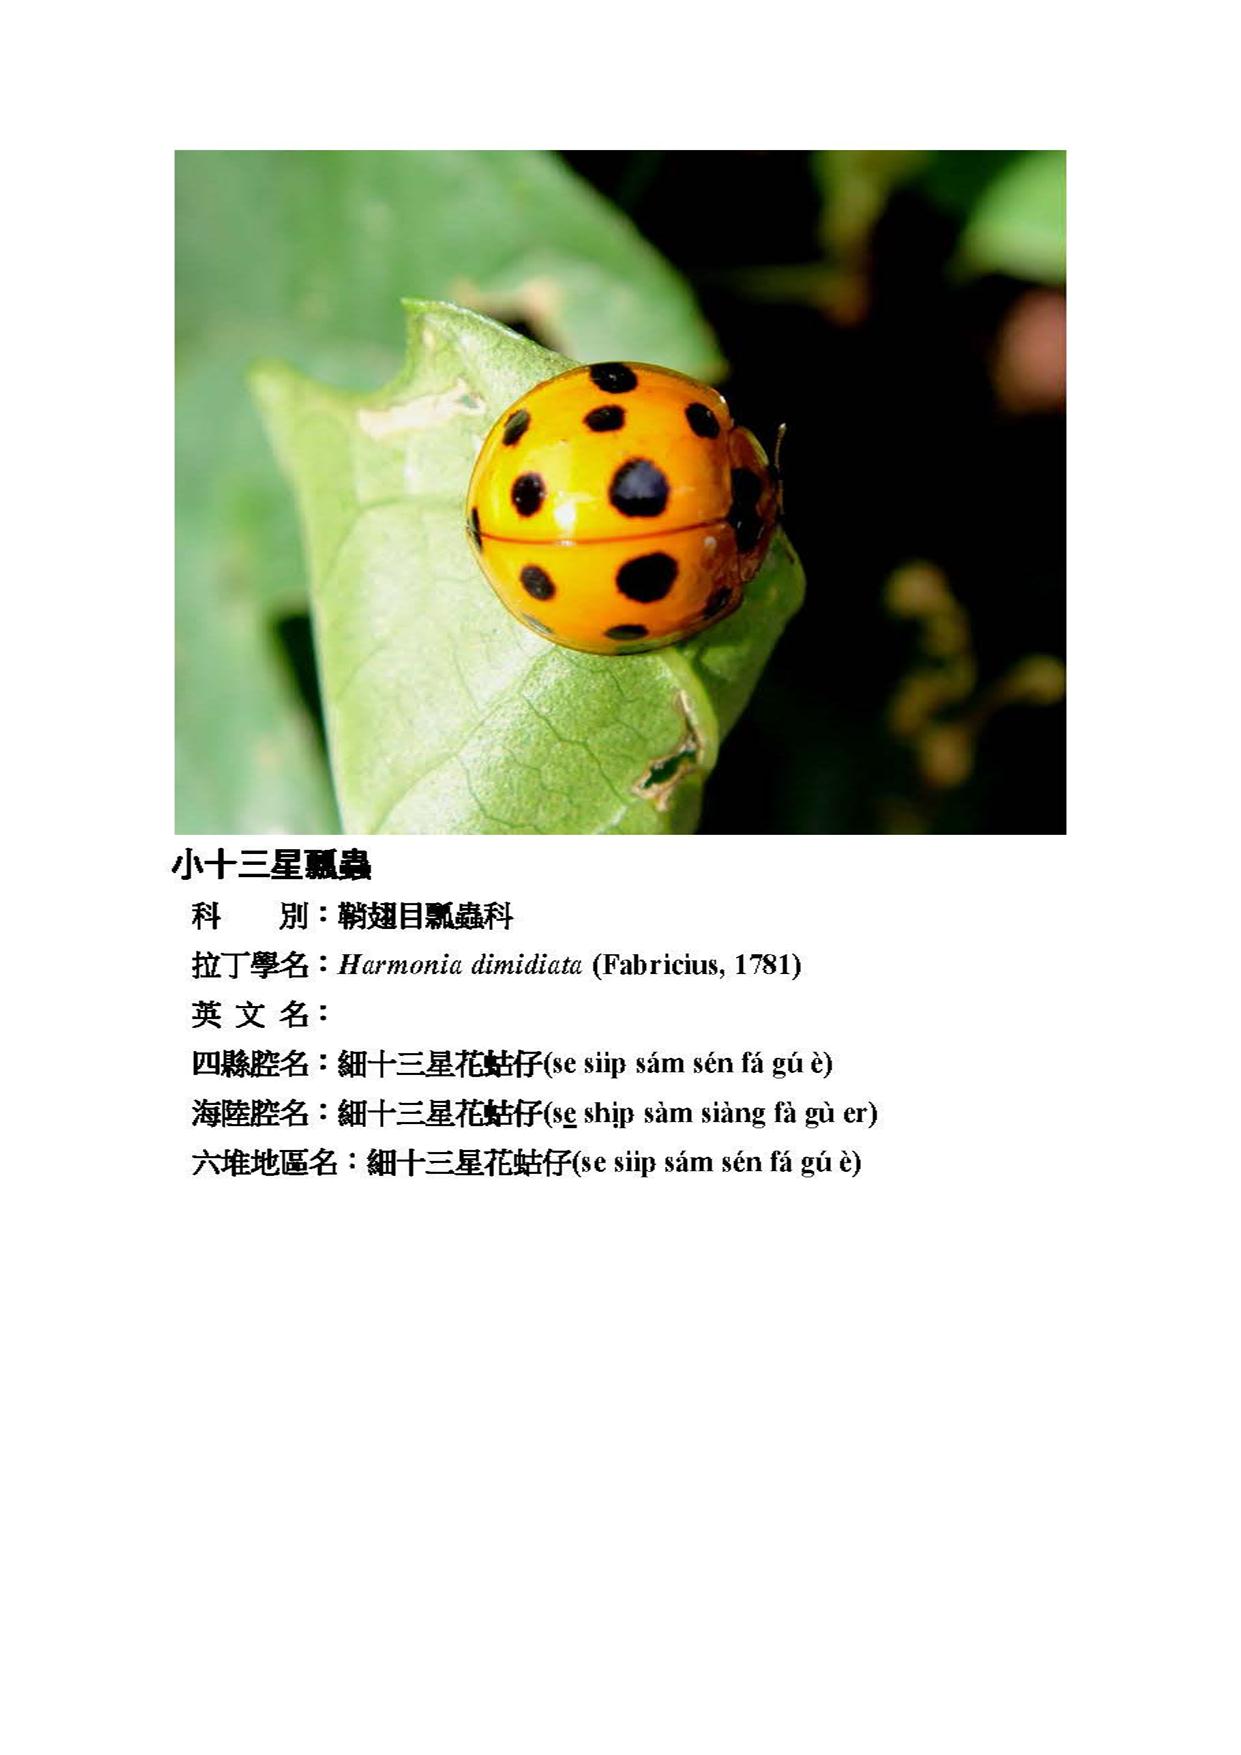 小十三星瓢蟲
科　　別：鞘翅目瓢蟲科
拉丁學名：Harmonia dimidiata (Fabricius, 1781)
英 文 名：
四縣腔名：細十三星花蛄仔(se siip sám sén fá gú è)
海陸腔名：細十三星花蛄仔(se shịp sàm siàng fà gù er)
六堆地區名：細十三星花蛄仔(se siip sám sén fá gú è)